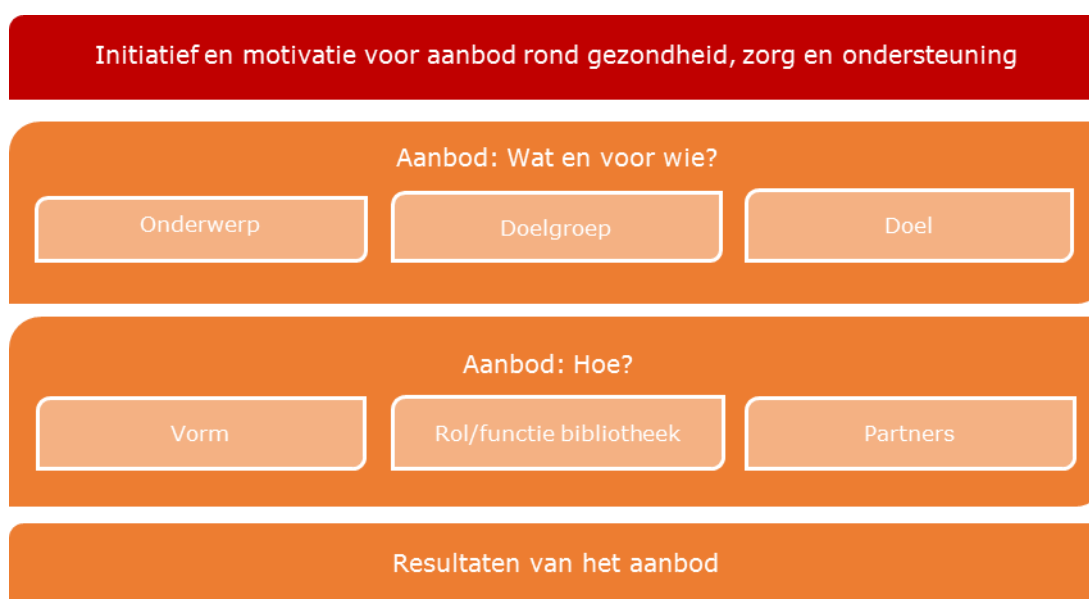 Initiatief en motivatie voor aanbod rond gezondheid, zorg en ondersteuning
Aanbod: Wat en voor wie?
Onderwerp
Doelgroep
Doel
Aanbod: Hoe?
Vorm
Rol/functie bibliotheek
Partners
Resultaten van het aanbod